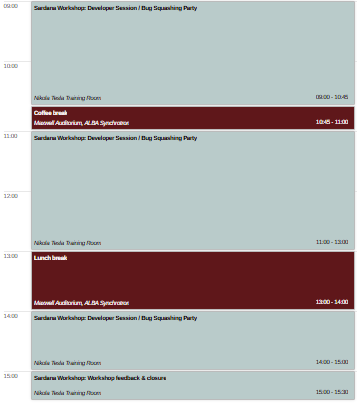 09:00
Sardana Workshop: Developer Session / Bug Squashing Party
10:00
Nikola Tesla Training Room
09:00 - 10:45
Coffee break
Maxwell Auditorium, ALBA Synchrotron
10:45 - 11:00
11:00
Sardana Workshop: Developer Session / Bug Squashing Party
12:00
Nikola Tesla Training Room
11:00 - 13:00
13:00
Lunch break
Maxwell Auditorium, ALBA Synchrotron
13:00 - 14:00
14:00
Sardana Workshop: Developer Session / Bug Squashing Party
Nikola Tesla Training Room
14:00 - 15:00
15:00
Sardana Workshop: Workshop feedback & closure
Nikola Tesla Training Room
15:00 - 15:30